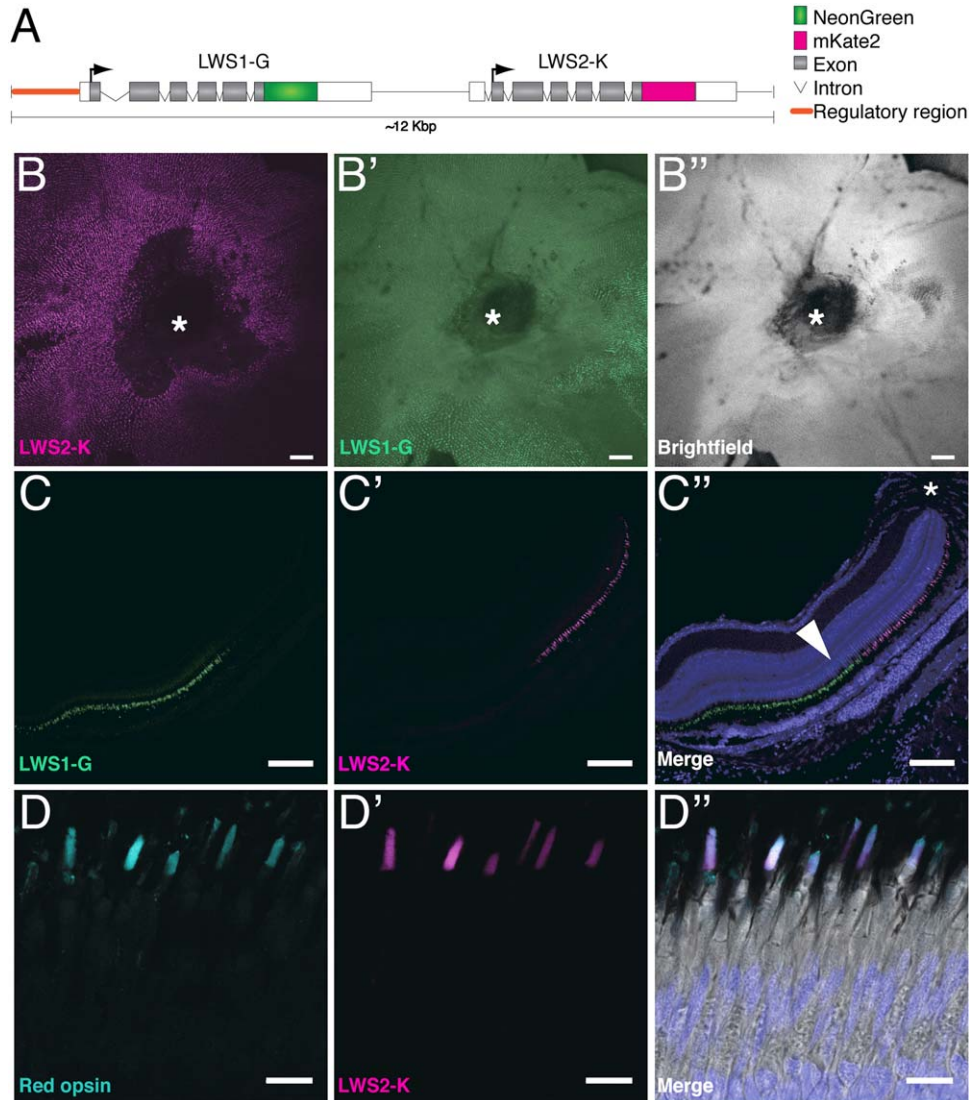 A
LWS1-G
LWS2-K
~12 Kbp
NeonGreen
mKate2
Exon
Intron
Regulatory region
B
*
LWS2-K
B'
*
LWS1-G
B"
*
Brightfield
C
LWS1-G
C'
LWS2-K
C"
*
Merge
D
Red opsin
D'
LWS2-K
D"
Merge